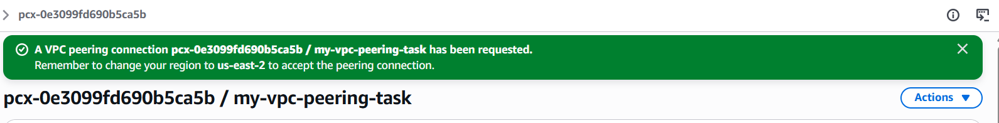 pcx-0e3099fd690b5ca5b
A VPC peering connection pcx-0e3099fd690b5ca5b / my-vpc-peering-task has been requested.
Remember to change your region to us-east-2 to accept the peering connection.
pcx-0e3099fd690b5ca5b / my-vpc-peering-task
Actions